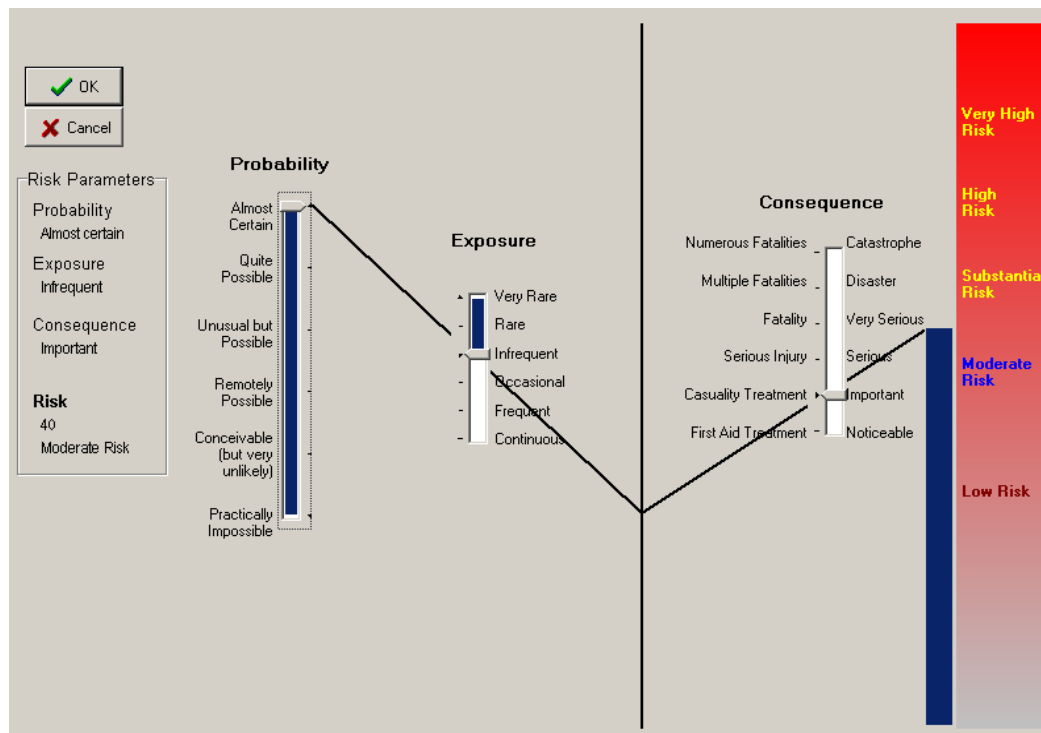 OK
Cancel
Risk Parameters
Probability
Almost certain
Exposure
Infrequent
Consequence
Important
Risk
40
Moderate Risk
Probability
Almost
Certain
Quite
Possible
Unusual but
Possible
Remotely
Possible
Conceivable
(but very
unlikely)
Practically
Impossible
Exposure
Very Rare
Rare
Infrequent
Occasional
Frequent
Continuous
Consequence
Numerous Fatalities
Catastrophe
Multiple Fatalities
Disaster
Fatality
Very Serious
Serious Injury
Serious
Casuality Treatment
Important
First Aid Treatment
Noticeable
Very High
Risk
High
Risk
Substantia
Risk
Moderate
Risk
Low Risk